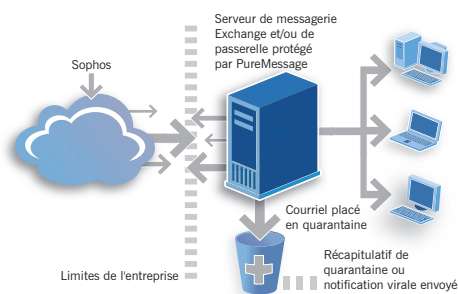 Serveur de messagerie
Exchange et/ou de
passerelle protégé
par PureMessage
Sophos
Courriel placé
en quarantaine
Limites de l'entreprise
Récapitulatif de
quarantaine ou
notification virale envoyé